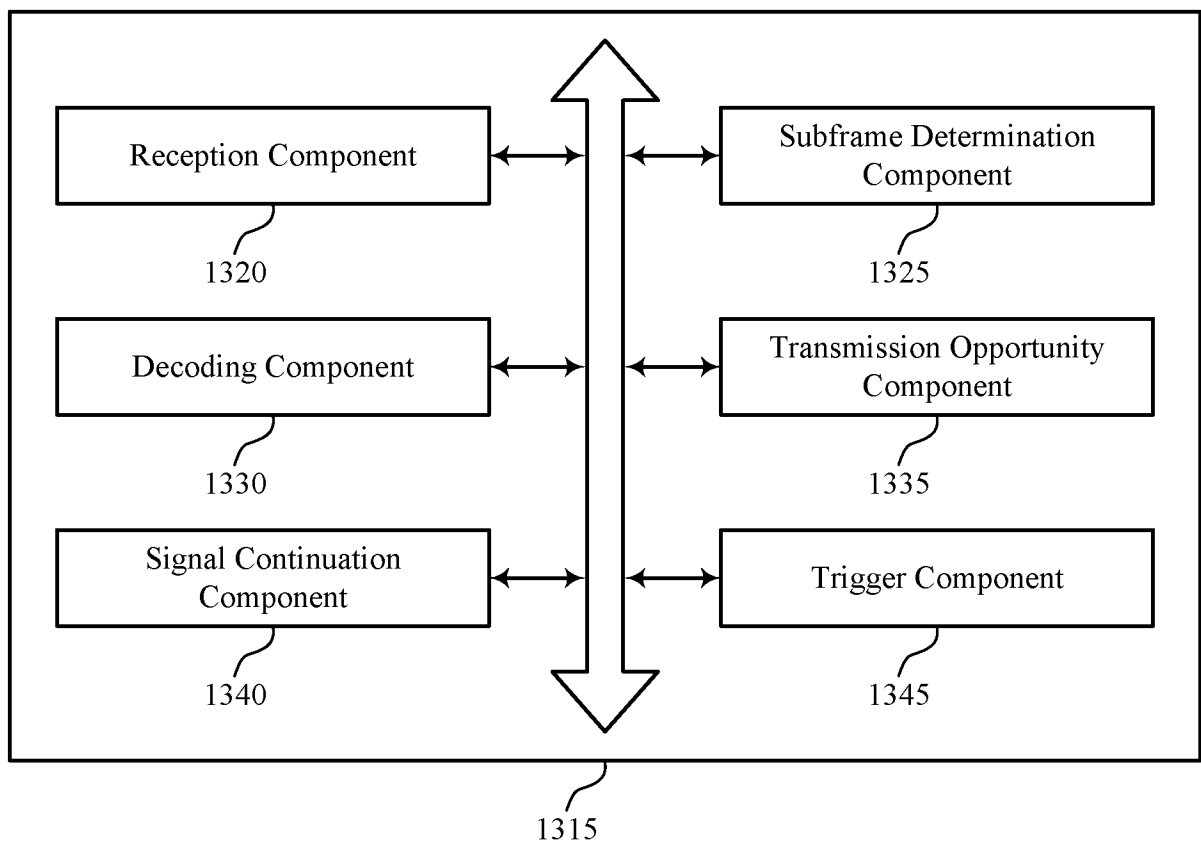 Reception Component
1320
Subframe Determination
Component
1325
Decoding Component
1330
Transmission Opportunity
Component
1335
Signal Continuation
Component
1340
Trigger Component
1345
1315